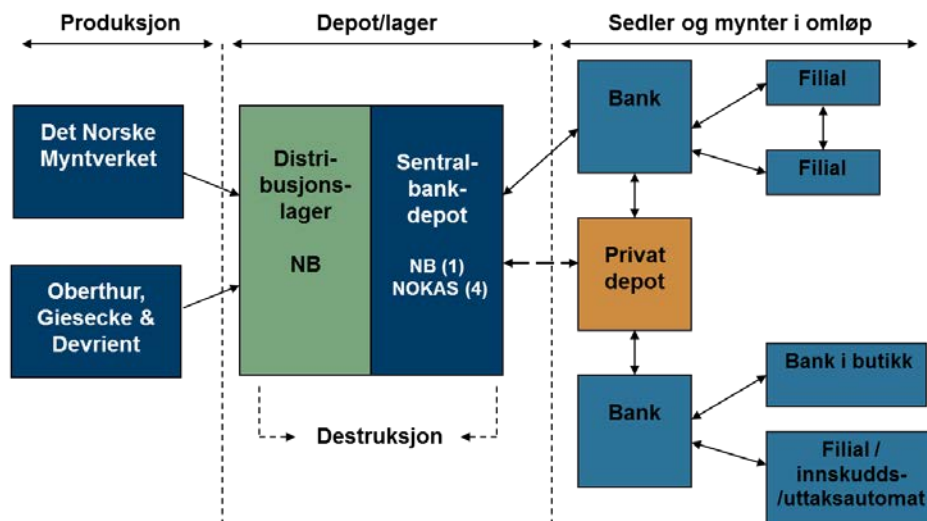 Produksjon
Depot/lager
Sedler og mynter i omløp
Det Norske
Myntverket
Oberthur,
Giesecke &
Devrient
Distri-
busjons-
lager
NB
Sentral-
bank-
depot
NB (1)
NOKAS (4)
Destruksjon
Bank
Filial
Filial
Privat
depot
Bank
Bank i butikk
Filial /
innskudds-
/uttaksautomat